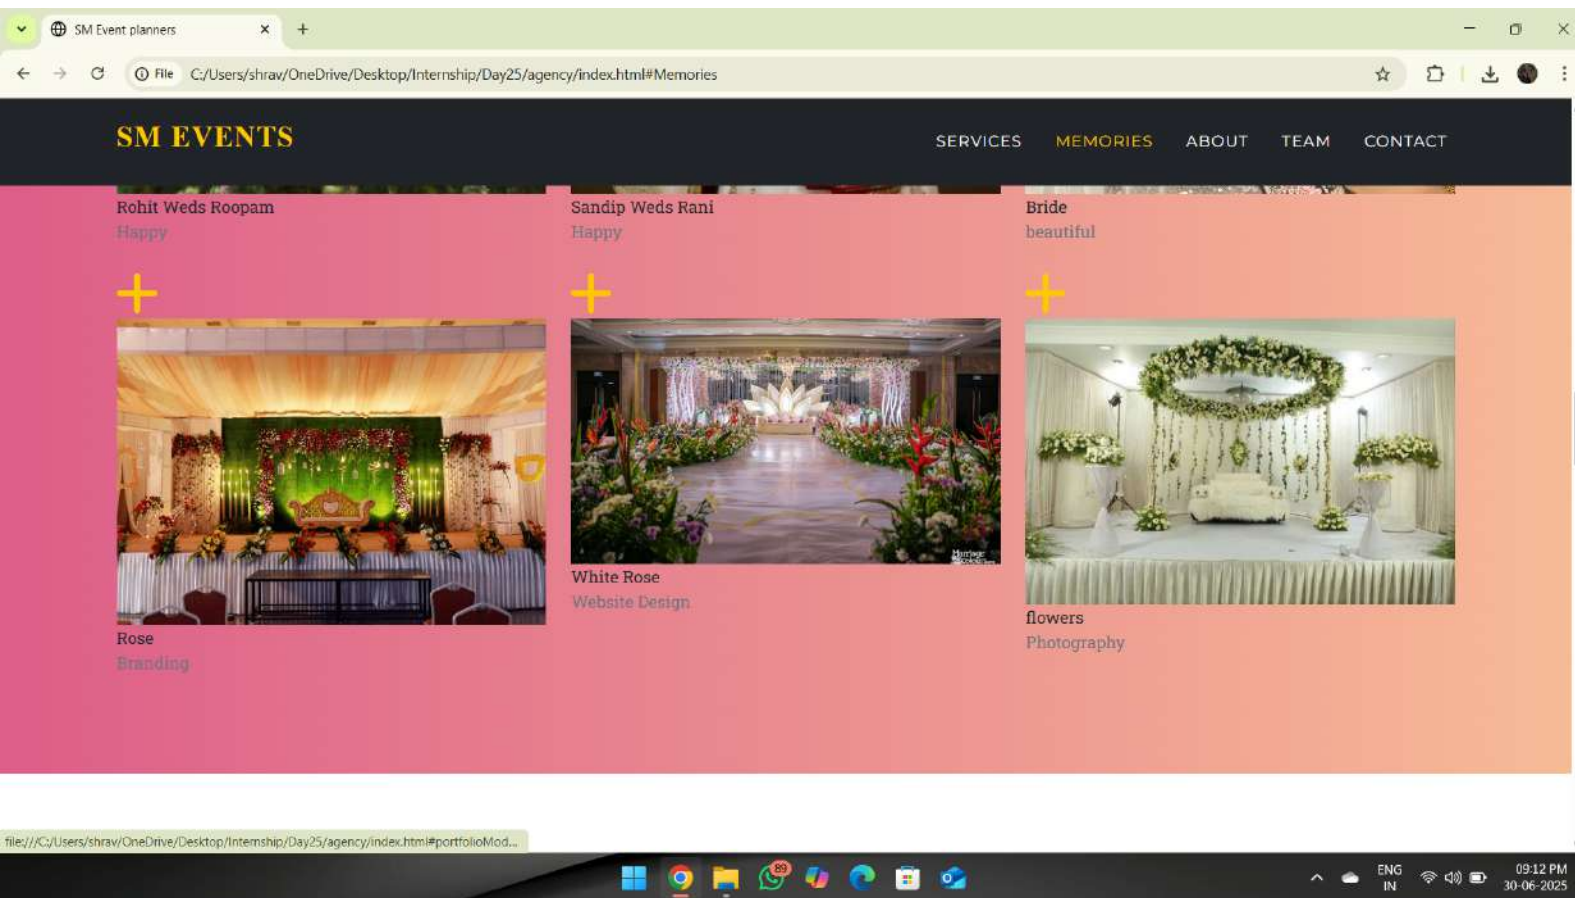 SM Event planners
File C:/Users/shrav/OneDrive/Desktop/Internship/Day25/agency/index.html#Memories
SM EVENTS
SERVICES MEMORIES ABOUT TEAM CONTACT
Rohit Weds Roopam
Happy
Sandip Weds Rani
Happy
Bride
beautiful
Rose
Branding
White Rose
Website Design
flowers
Photography
file:///C:/Users/shrav/OneDrive/Desktop/Internship/Day25/agency/index.html#portfolioMod...
89
ENG
IN
09:12 PM
30-06-2025